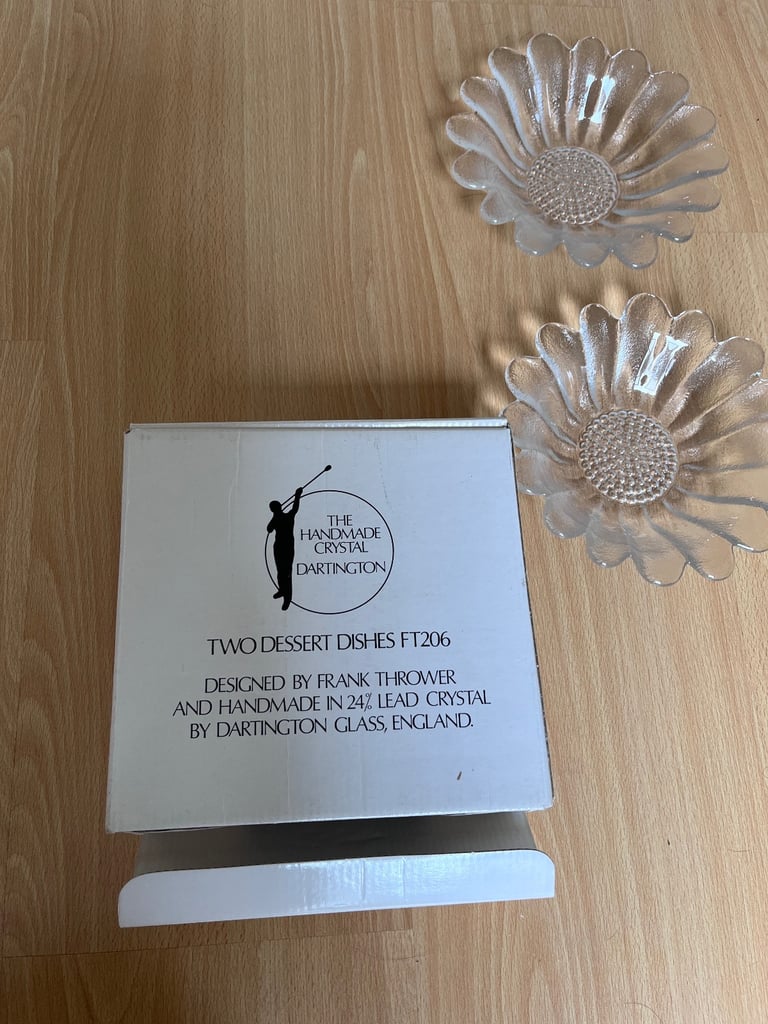 THE
HANDMADE
CRYSTAL
DARTINGTON
TWO DESSERT DISHES FT206
DESIGNED BY FRANK THROWER
AND HANDMADE IN 24% LEAD CRYSTAL
BY DARTINGTON GLASS, ENGLAND.